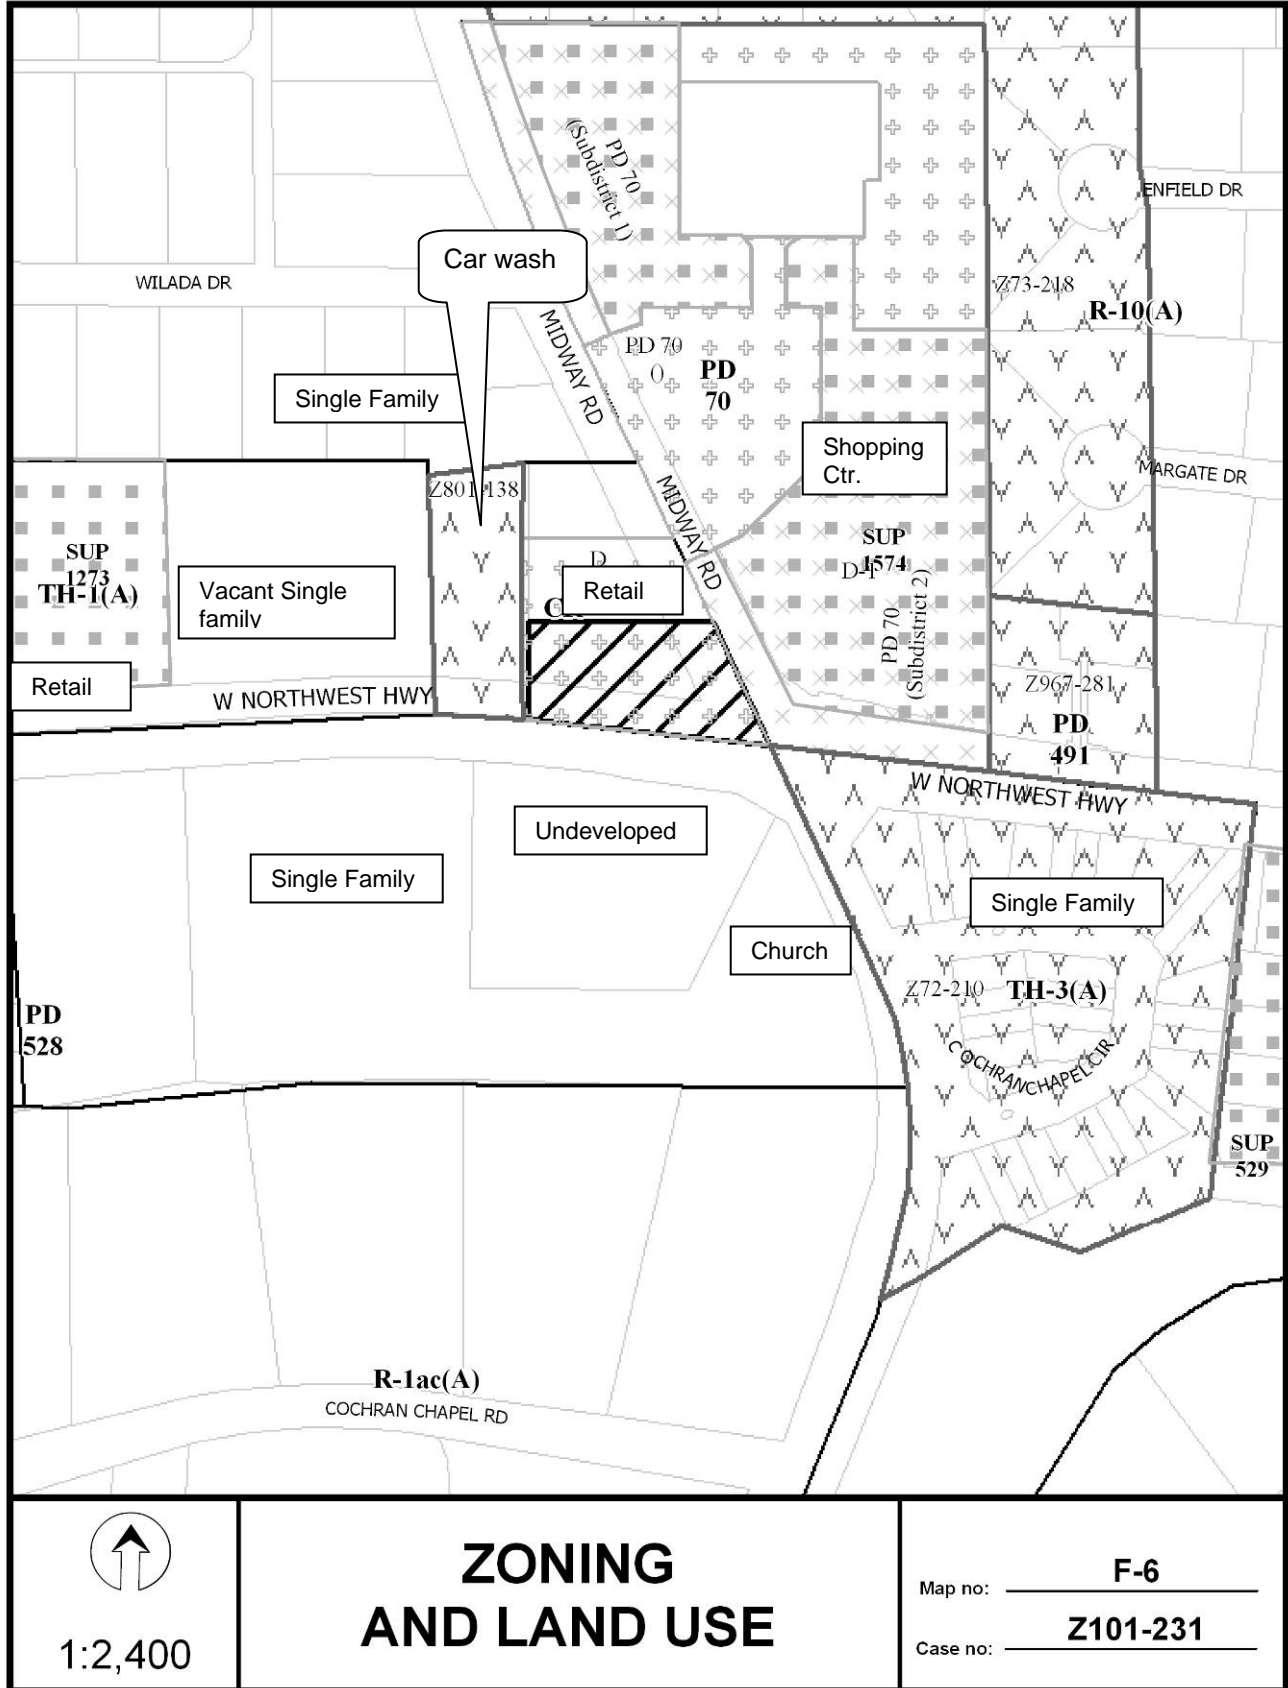 PD 70
(Subdistrict 1)
ENFIELD DR
Car wash
WILADA DR
Z73-218
R-10(A)
MIDWAY RD
PD 70
()
PD
70
Single Family
Shopping
Ctr.
MARGATE DR
Z801-138
MIDWAY RD
SUP
1273
TH-1(A)
Vacant Single
family
D
Retail
SUP
1574
D-1
PD 70
(Subdistrict 2)
Retail
W NORTHWEST HWY
Z967-281
PD
491
W NORTHWEST HWY
Undeveloped
Single Family
Single Family
Church
Z72-210
TH-3(A)
PD
528
COCHRAN CHAPEL CIR
SUP
529
R-1ac(A)
COCHRAN CHAPEL RD
1:2,400
ZONING
AND LAND USE
Map no: F-6
Case no: Z101-231